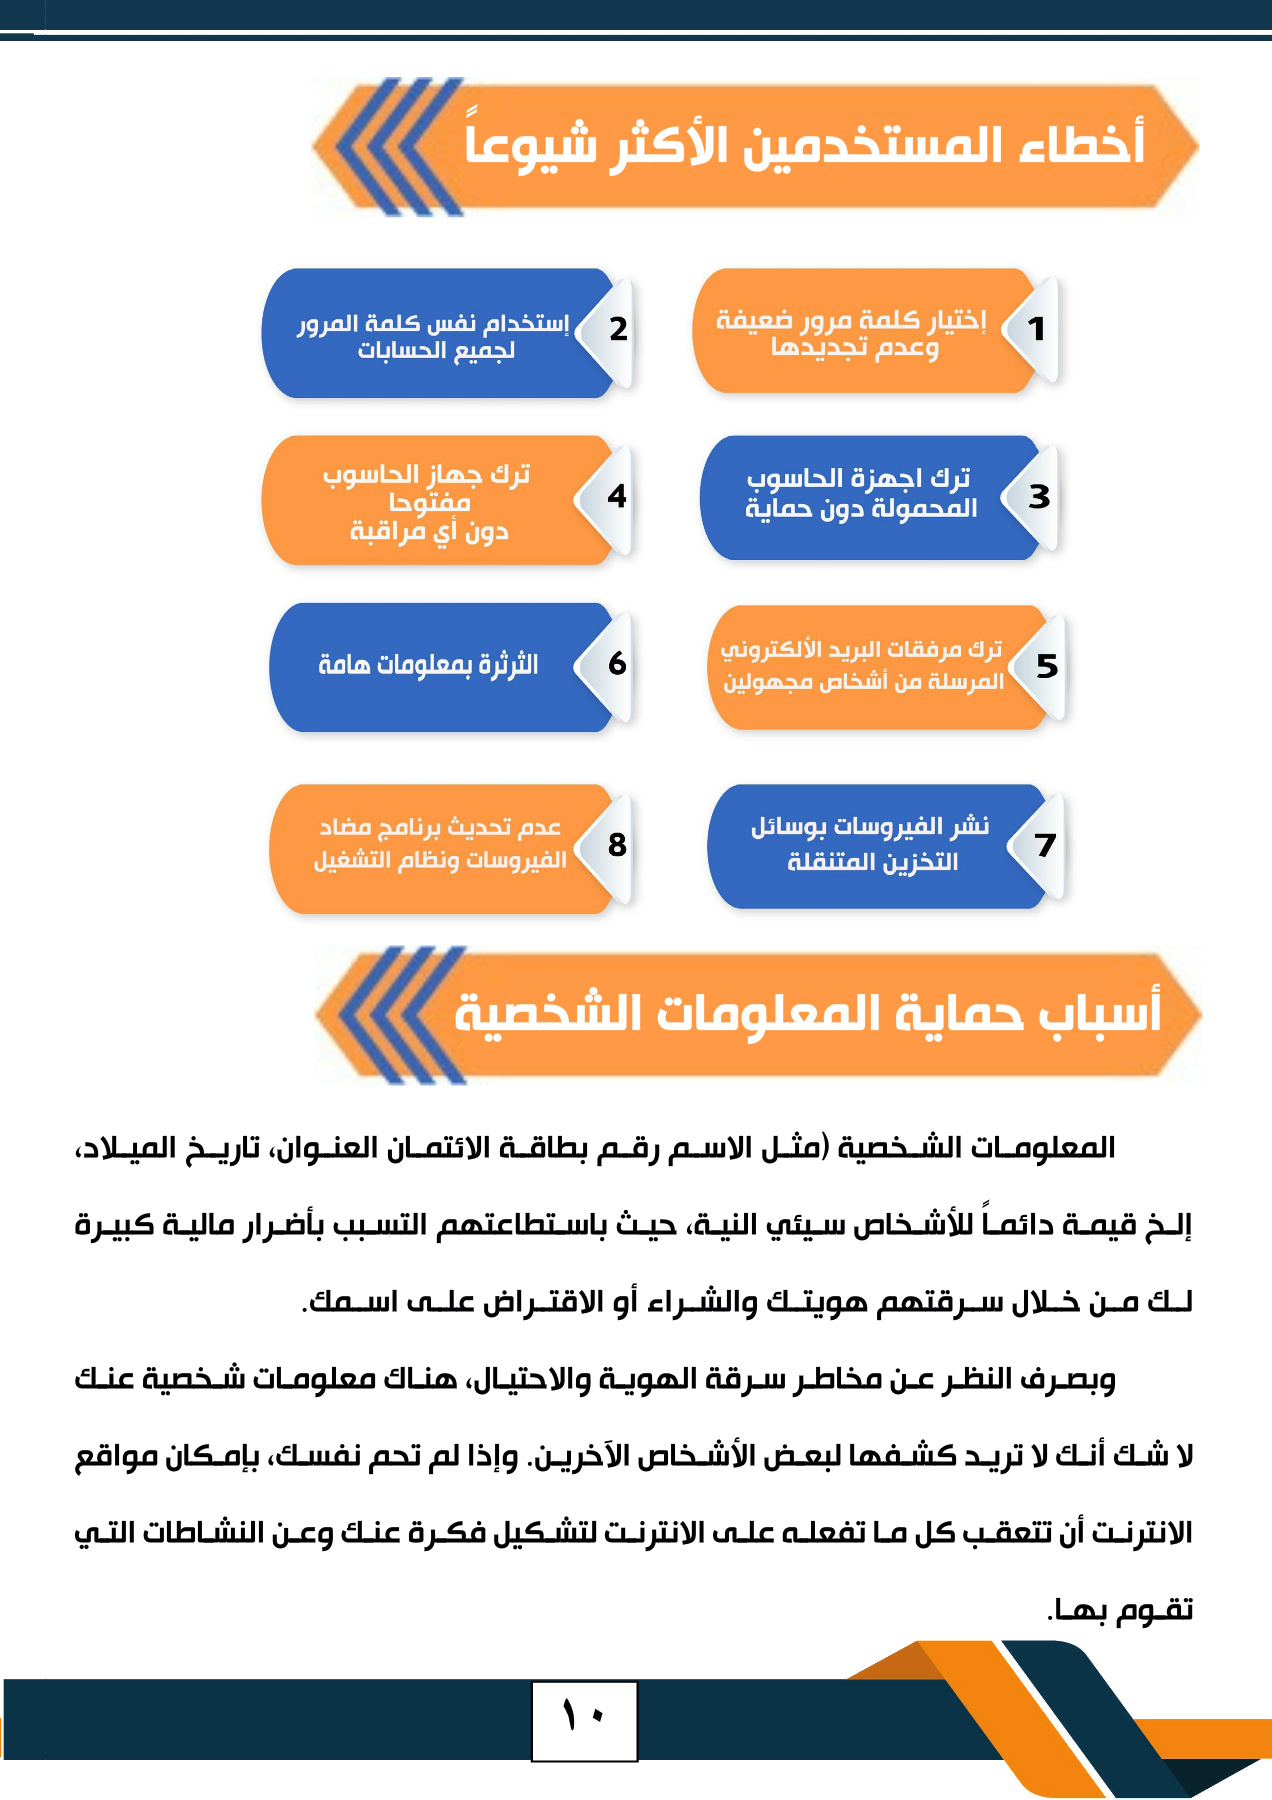 أخطاء المستخدمين الأكثر شيوعاً
1
إختيار كلمة مرور ضعيفة
وعدم تجديدها
2
إستخدام نفس كلمة المرور
لجميع الحسابات
3
ترك اجهزة الحاسوب
المحمولة دون حماية
4
ترك جهاز الحاسوب
مفتوحا
دون أي مراقبة
5
ترك مرفقات البريد الألكتروني
المرسلة من أشخاص مجهولين
6
الثرثرة بمعلومات هامة
7
نشر الفيروسات بوسائل
التخزين المتنقلة
8
عدم تحديث برنامج مضاد
الفيروسات ونظام التشغيل
أسباب حماية المعلومات الشخصية
المعلومات الشخصية (مثل الاسم رقم بطاقة الائتمان العنوان، تاريخ الميلاد،
إلخ قيمة دائماً للأشخاص سيئي النية، حيث باستطاعتهم التسبب بأضرار مالية كبيرة
لك من خلال سرقتهم هويتك والشراء أو الاقتراض على اسمك.
وبصرف النظر عن مخاطر سرقة الهوية والاحتيال، هناك معلومات شخصية عنك
لا شك أنك لا تريد كشفها لبعض الأشخاص الآخرين. وإذا لم تحم نفسك، بإمكان مواقع
الانترنت أن تتعقب كل ما تفعله على الانترنت لتشكيل فكرة عنك وعن النشاطات التي
تقوم بها.
١٠